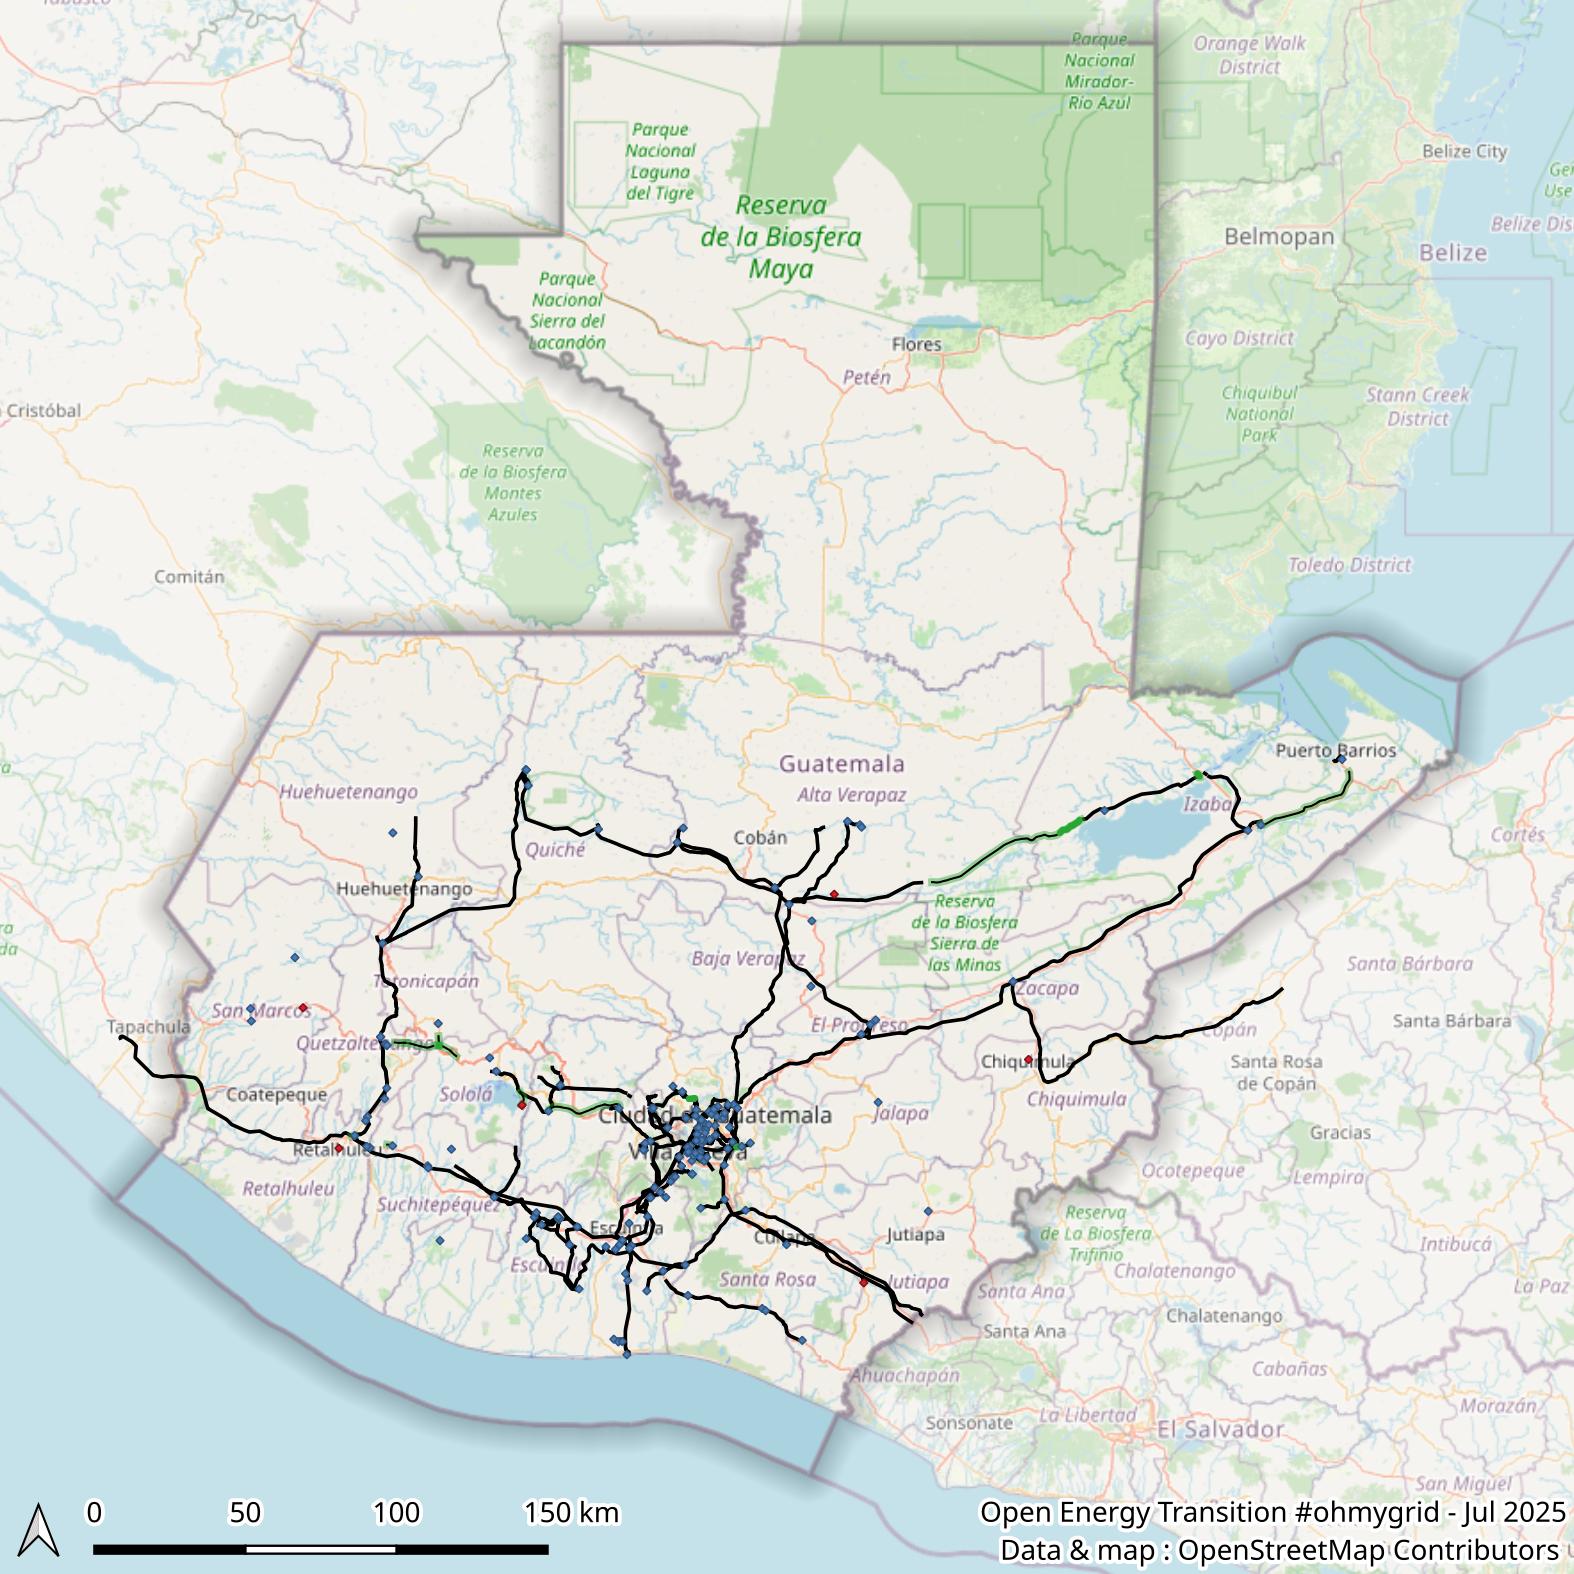 Orange Walk
District
Parque
Nacional
Mirador-
Rio Azul
Parque
Nacional
Laguna
del Tigre
Belize City
Reserva
de la Biosfera
Maya
Belmopan
Belize Dis
Belize
Parque
Nacional
Sierra del
Lacandón
Flores
Cayo District
Petén
Chiquibul
National
Park
Stann Creek
District
Cristóbal
Reserva
de la Biosfera
Montes
Azules
Comitán
Toledo District
Puerto Barrios
Guatemala
Alta Verapaz
Huehuetenango
Izaba
Cobán
Quiché
Cortés
Huehuetenango
Reserva
de la Biosfera
Sierra de
las Minas
Baja Verapaz
Santa Bárbara
Totonicapán
Zacapa
San Marcos
Tapachula
El Progreso
Copán
Santa Bárbara
Quetzaltenango
Chiquimula
Santa Rosa
de Copán
Coatepeque
Sololá
Chiquimula
Ciudad de Guatemala
Jalapa
Gracias
Retalhuleu
Villa Nueva
Ocotepeque
Lempira
Retalhuleu
Suchitepéquez
Reserva
de la Biosfera
Trifinio
Escuintla
Cuilapa
Jutiapa
Intibucá
Escuintla
Santa Rosa
Jutiapa
Chalatenango
Santa Ana
La Paz
Chalatenango
Santa Ana
Ahuachapán
Cabañas
Morazán
Sonsonate
La Libertad
El Salvador
San Miguel
0 50 100 150 km
Open Energy Transition #ohmygrid - Jul 2025
Data & map : OpenStreetMap Contributors